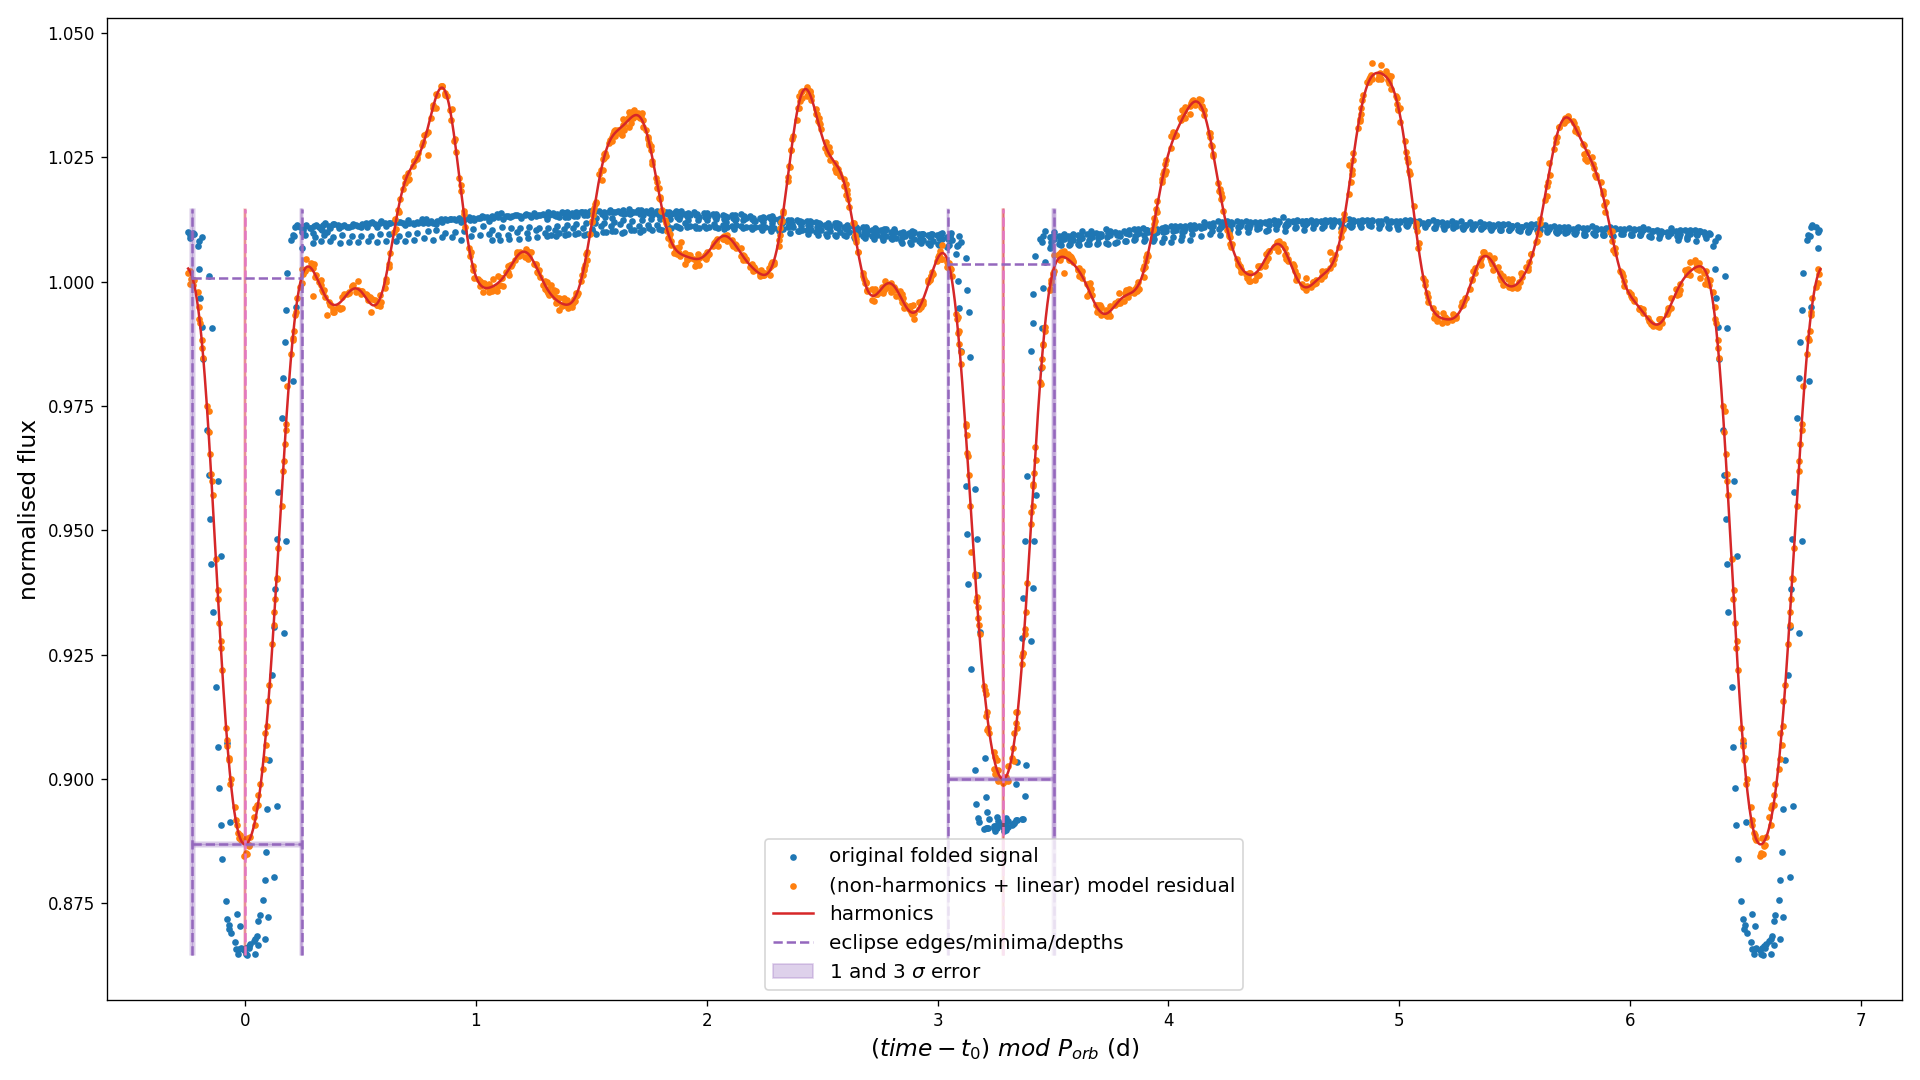 normalised flux
1.050
1.025
1.000
0.975
0.950
0.925
0.900
0.875
original folded signal
(non-harmonics + linear) model residual
harmonics
eclipse edges/minima/depths
1 and 3 σ error
0 1 2 3 4 5 6 7
(time − t₀) mod Pₒᵣb (d)